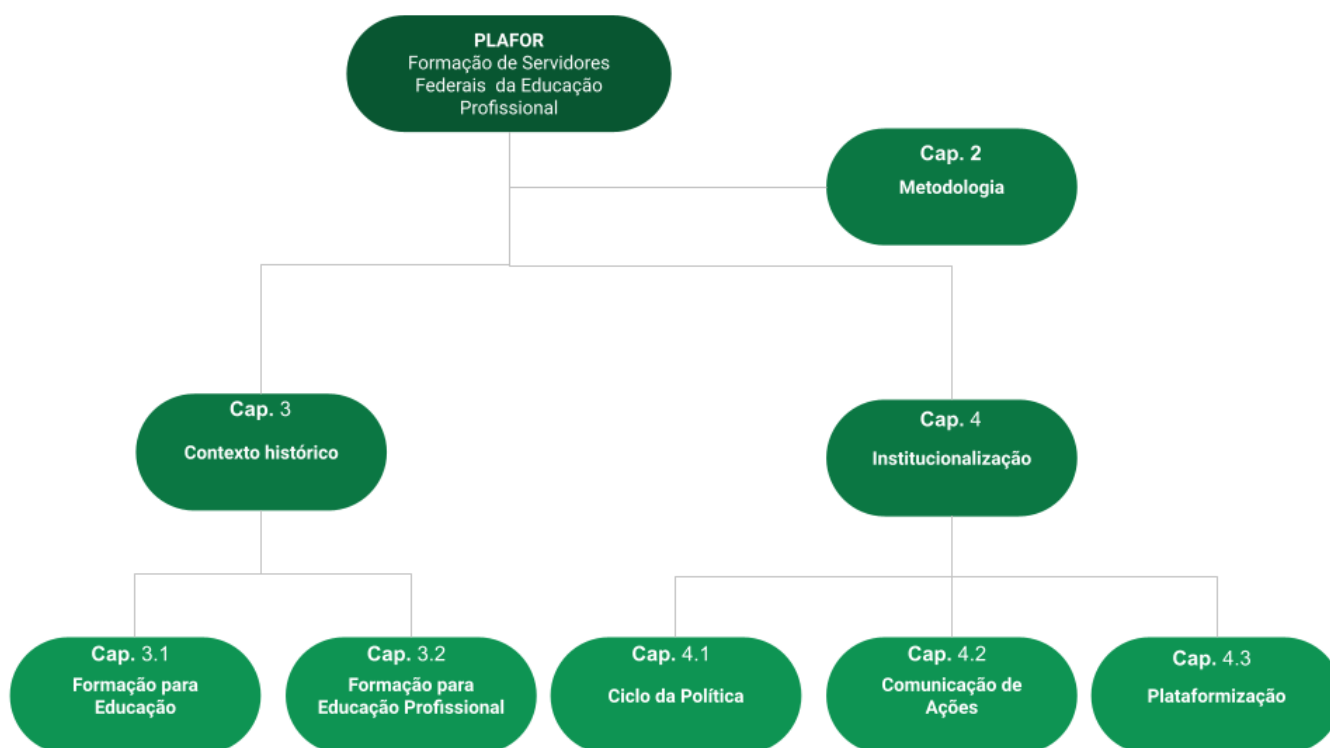 PLAFOR
Formação de Servidores
Federais da Educação
Profissional
Cap. 2
Metodologia
Cap. 3
Contexto histórico
Cap. 4
Institucionalização
Cap. 3.1
Formação para
Educação
Cap. 3.2
Formação para
Educação Profissional
Cap. 4.1
Ciclo da Política
Cap. 4.2
Comunicação de
Ações
Cap. 4.3
Plataformização